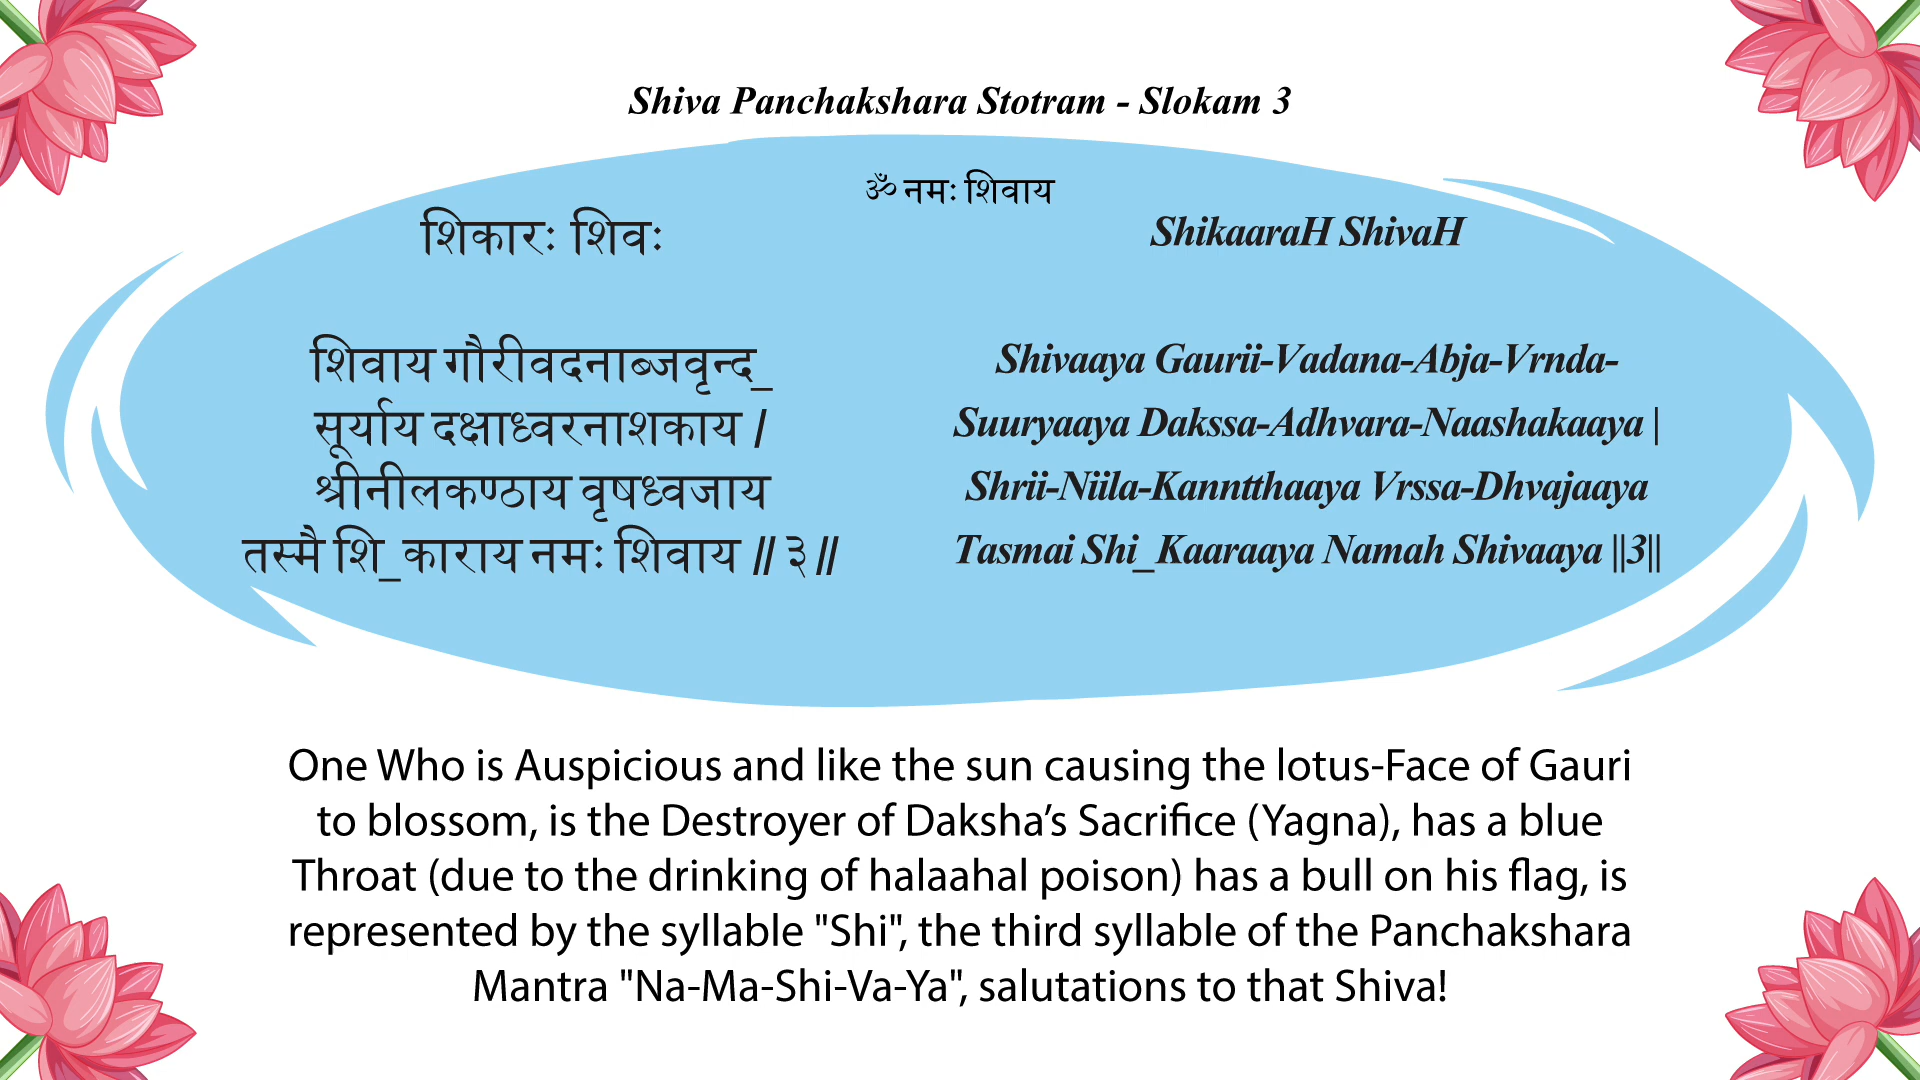 Shiva Panchakshara Stotram - Slokam 3
ॐ नमः शिवाय
शिकारः शिवः
शिवाय गौरीवदनाब्जवृन्द_
सूर्याय दक्षाध्वरनाशकाय /
श्रीनीलकण्ठाय वृषध्वजाय
तस्मै शि_काराय नमः शिवाय // ३ //
ShikaaraH ShivaH
Shivaaya Gaurii-Vadana-Abja-Vrnda-
Suuryaaya Dakssa-Adhvara-Naashakaaya |
Shrii-Niila-Kanntthaaya Vrssa-Dhvajaaya
Tasmai Shi_Kaaraaya Namah Shivaaya ||3||
One Who is Auspicious and like the sun causing the lotus-Face of Gauri
to blossom, is the Destroyer of Daksha’s Sacrifice (Yagna), has a blue
Throat (due to the drinking of halaahal poison) has a bull on his flag, is
represented by the syllable "Shi", the third syllable of the Panchakshara
Mantra "Na-Ma-Shi-Va-Ya", salutations to that Shiva!